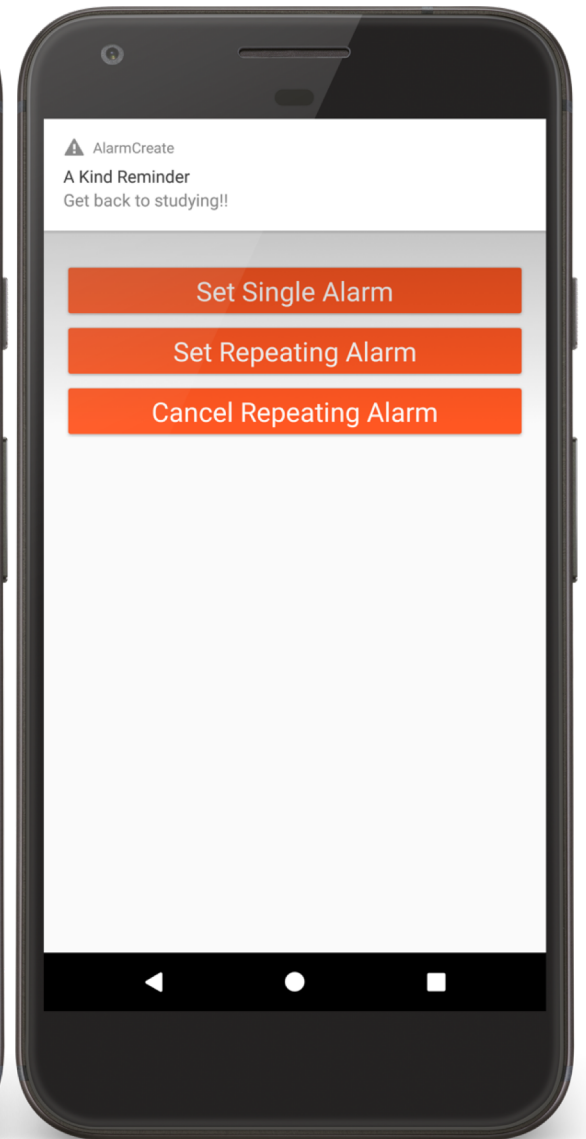 AlarmCreate
A Kind Reminder
Get back to studying!!
Set Single Alarm
Set Repeating Alarm
Cancel Repeating Alarm